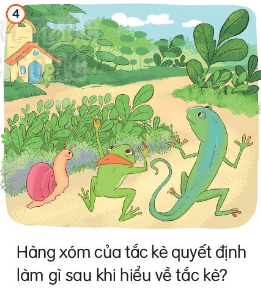 4
Hàng xóm của tắc kè quyết định
làm gì sau khi hiểu về tắc kè?